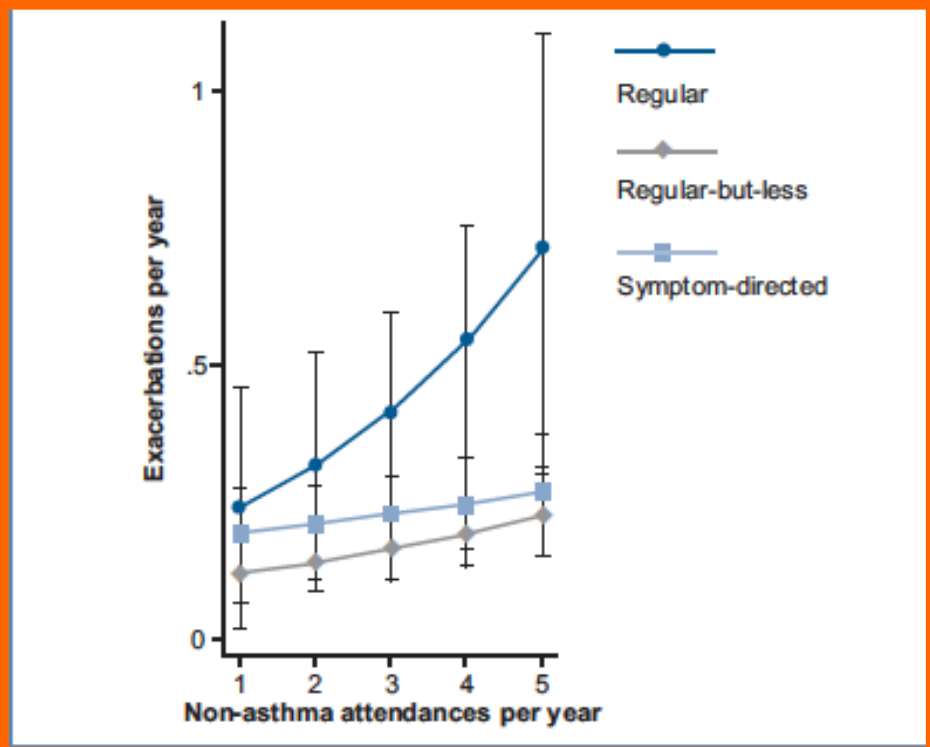 1
.5
0
Exacerbations per year
1 2 3 4 5
Non-asthma attendances per year
Regular
Regular-but-less
Symptom-directed